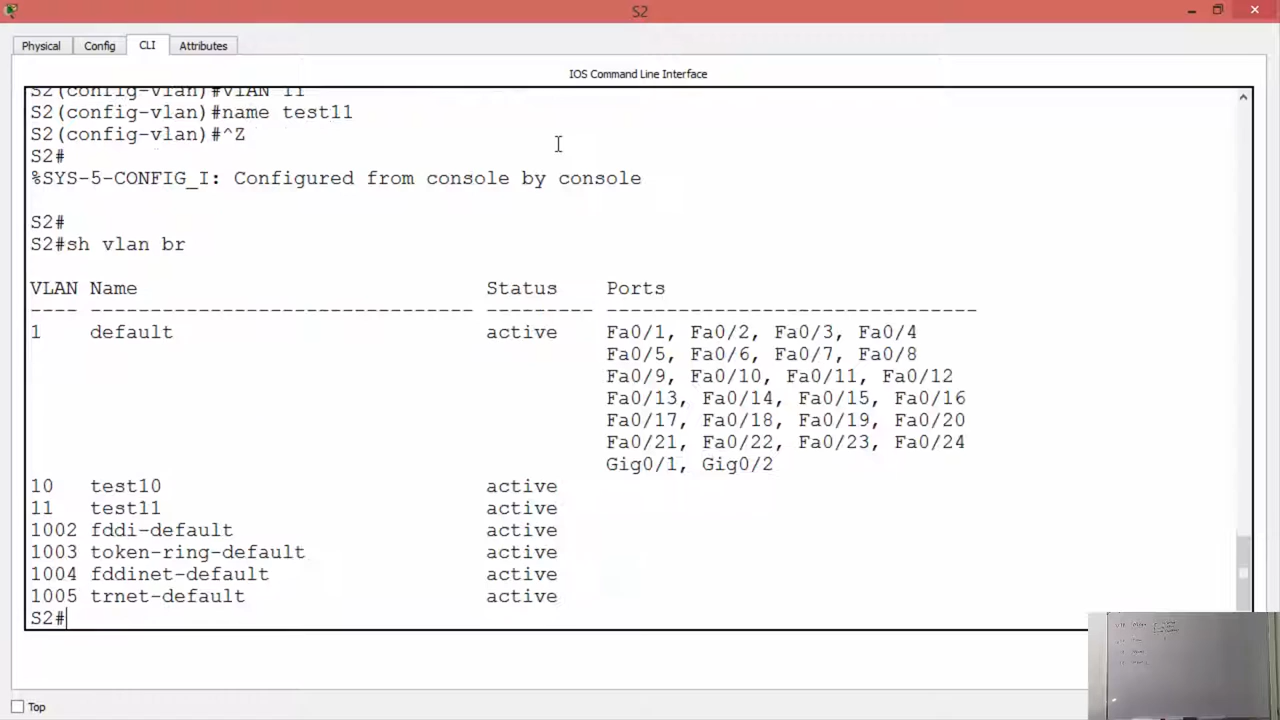 S2
Physical Config CLI Attributes
IOS Command Line Interface
S2(config-vlan)#vlAN 11
S2(config-vlan)#name test11
S2(config-vlan)#^Z
S2#
%SYS-5-CONFIG_I: Configured from console by console
S2#
S2#sh vlan br
VLAN Name Status Ports
---- -------------------------------- --------- -------------------------------
1 default active Fa0/1, Fa0/2, Fa0/3, Fa0/4
Fa0/5, Fa0/6, Fa0/7, Fa0/8
Fa0/9, Fa0/10, Fa0/11, Fa0/12
Fa0/13, Fa0/14, Fa0/15, Fa0/16
Fa0/17, Fa0/18, Fa0/19, Fa0/20
Fa0/21, Fa0/22, Fa0/23, Fa0/24
Gig0/1, Gig0/2
10 test10 active
11 test11 active
1002 fddi-default active
1003 token-ring-default active
1004 fddinet-default active
1005 trnet-default active
S2#
Top